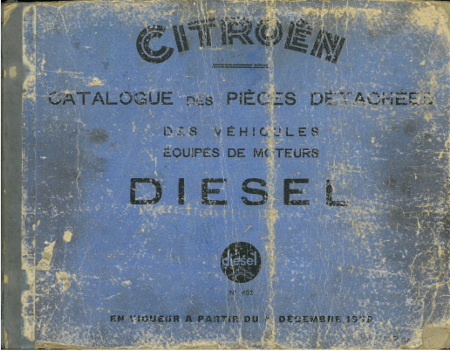 CITROËN
CATALOGUE DES PIÈCES DÉTACHÉES
DES VÉHICULES
ÉQUIPÉS DE MOTEURS
DIESEL
diesel
N°
EN VIGUEUR A PARTIR DU DÉCEMBRE